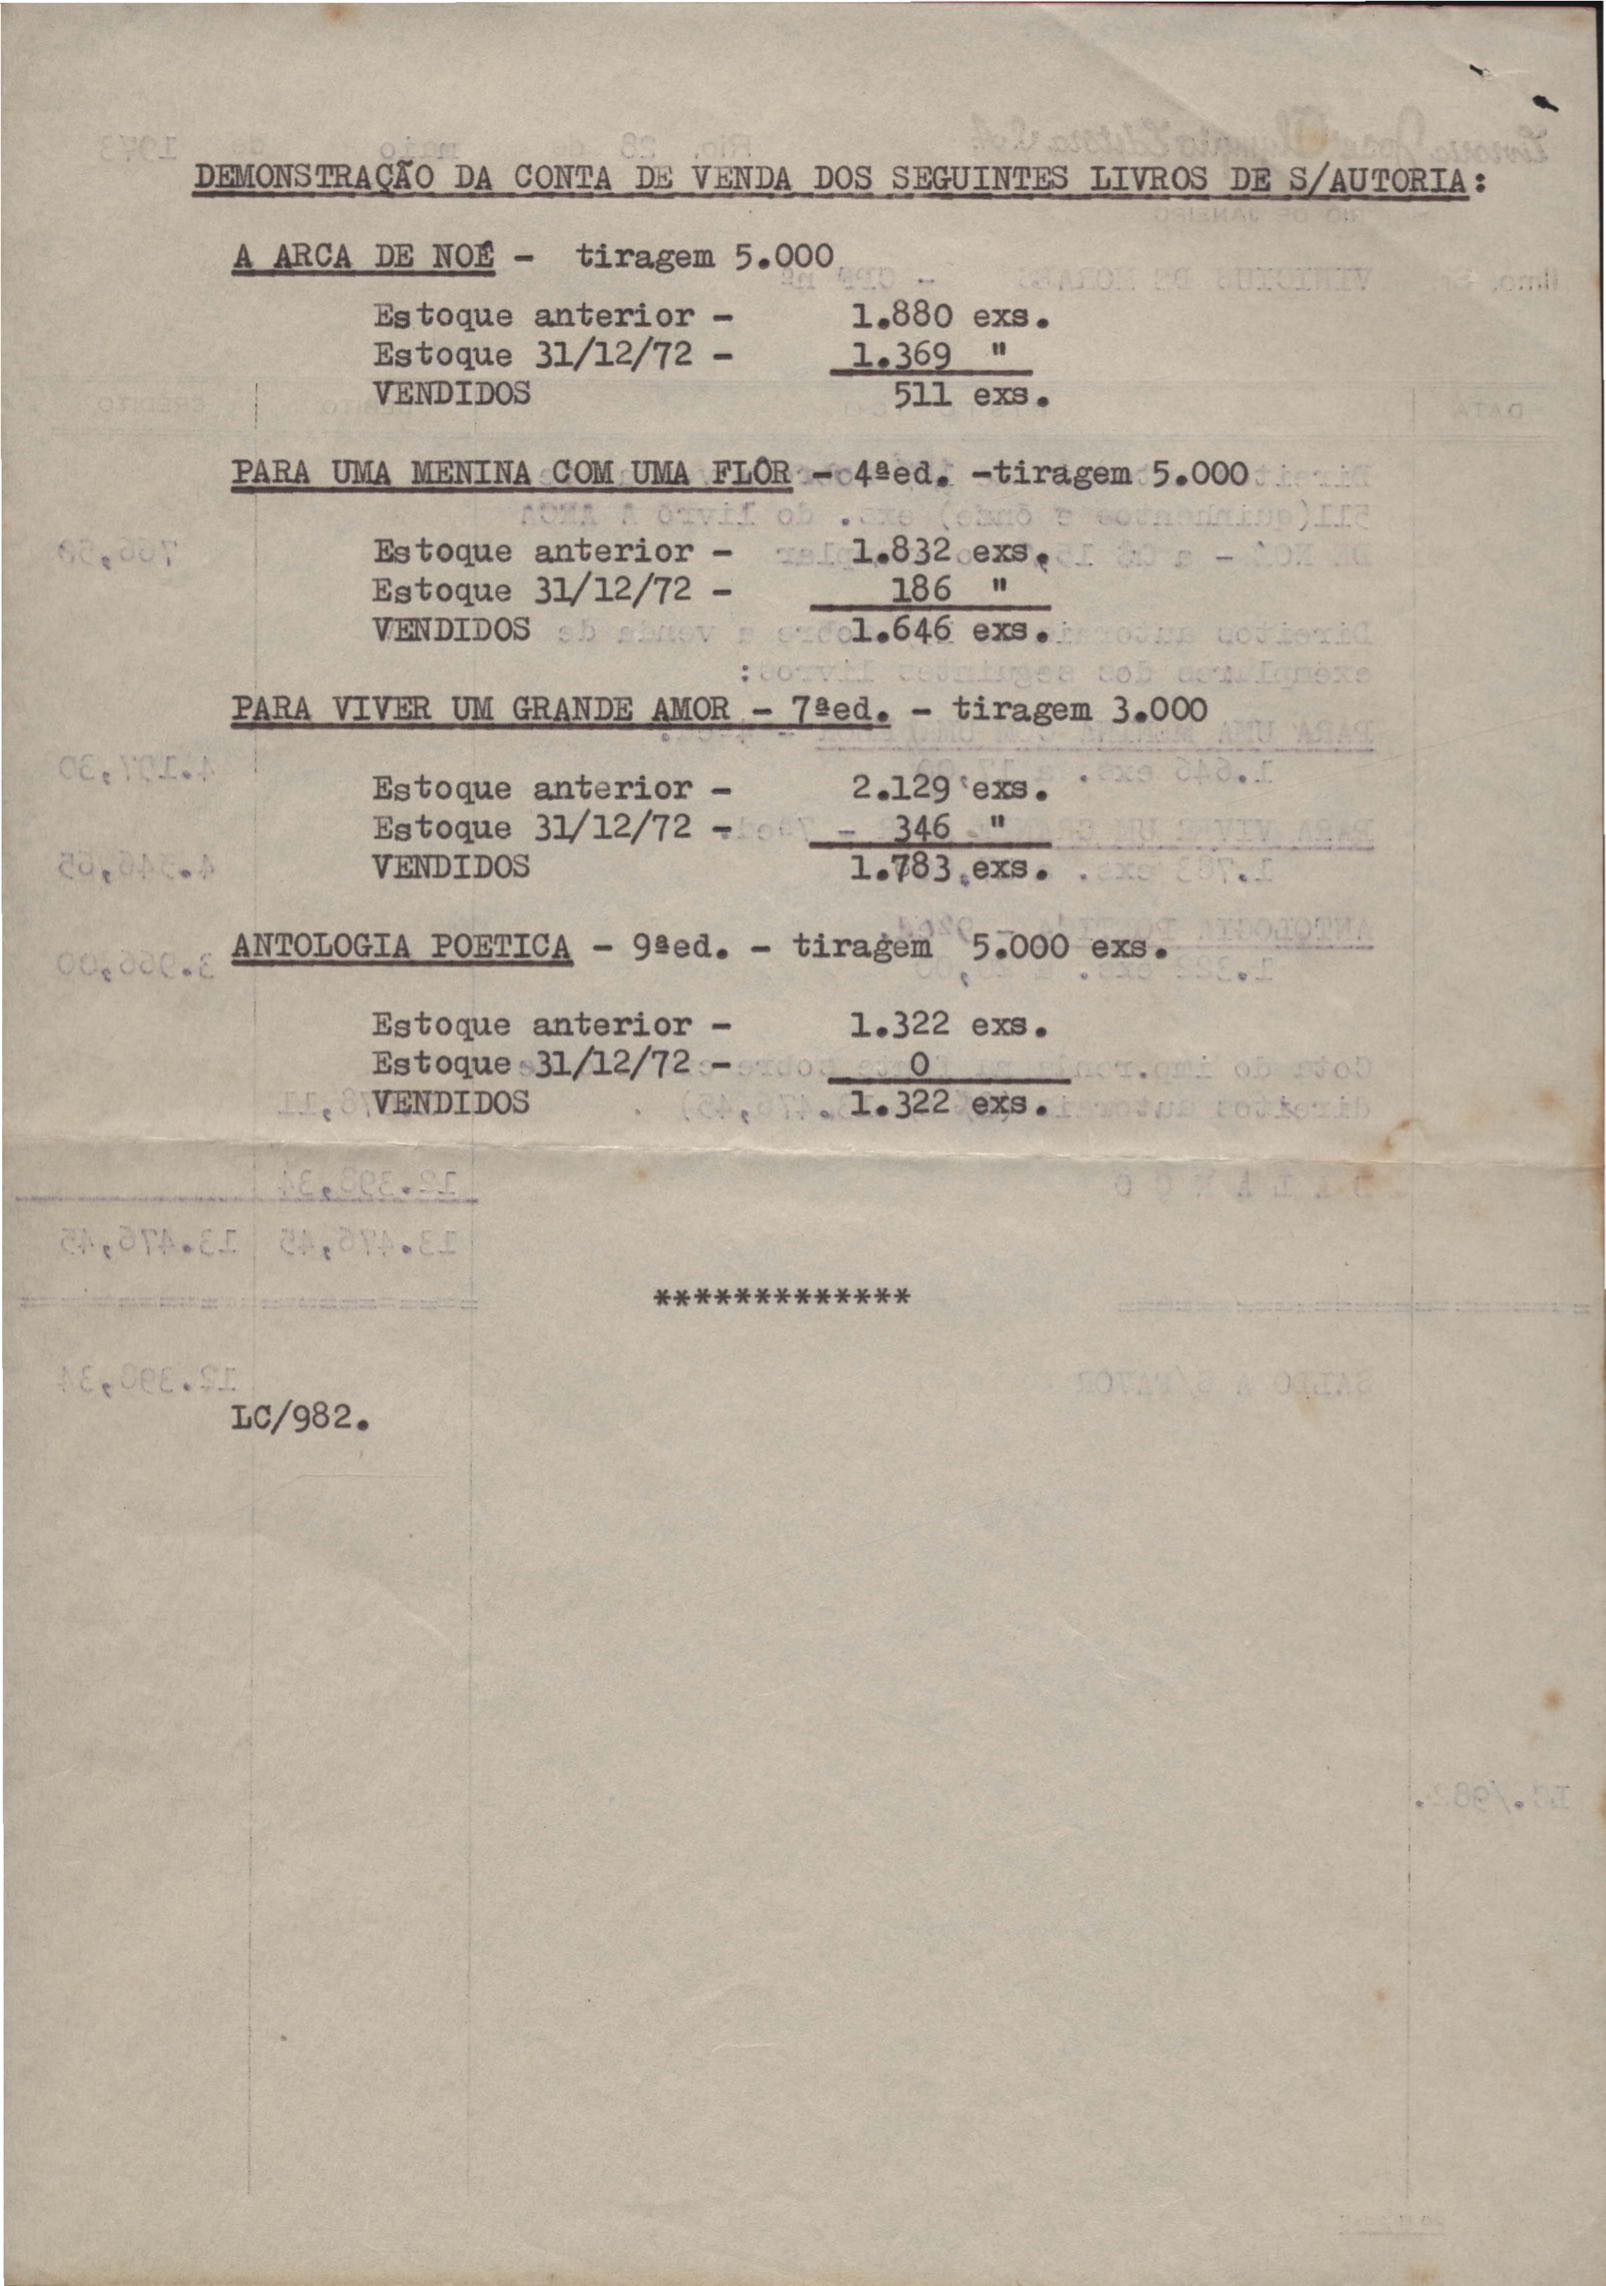 DEMONSTRAÇÃO DA CONTA DE VENDA DOS SEGUINTES LIVROS DE S/AUTORIA:
A ARCA DE NOÉ - tiragem 5.000
Estoque anterior - 1.880 exs.
Estoque 31/12/72 - 1.369 "
VENDIDOS 511 exs.
PARA UMA MENINA COM UMA FLÔR - 4ªed. -tiragem 5.000
Estoque anterior - 1.832 exs.
Estoque 31/12/72 - 186 "
VENDIDOS 1.646 exs.
PARA VIVER UM GRANDE AMOR - 7ªed. - tiragem 3.000
Estoque anterior - 2.129 exs.
Estoque 31/12/72 - 346 "
VENDIDOS 1.783 exs.
ANTOLOGIA POETICA - 9ªed. - tiragem 5.000 exs.
Estoque anterior - 1.322 exs.
Estoque 31/12/72 - 0
VENDIDOS 1.322 exs.
*************
LC/982.